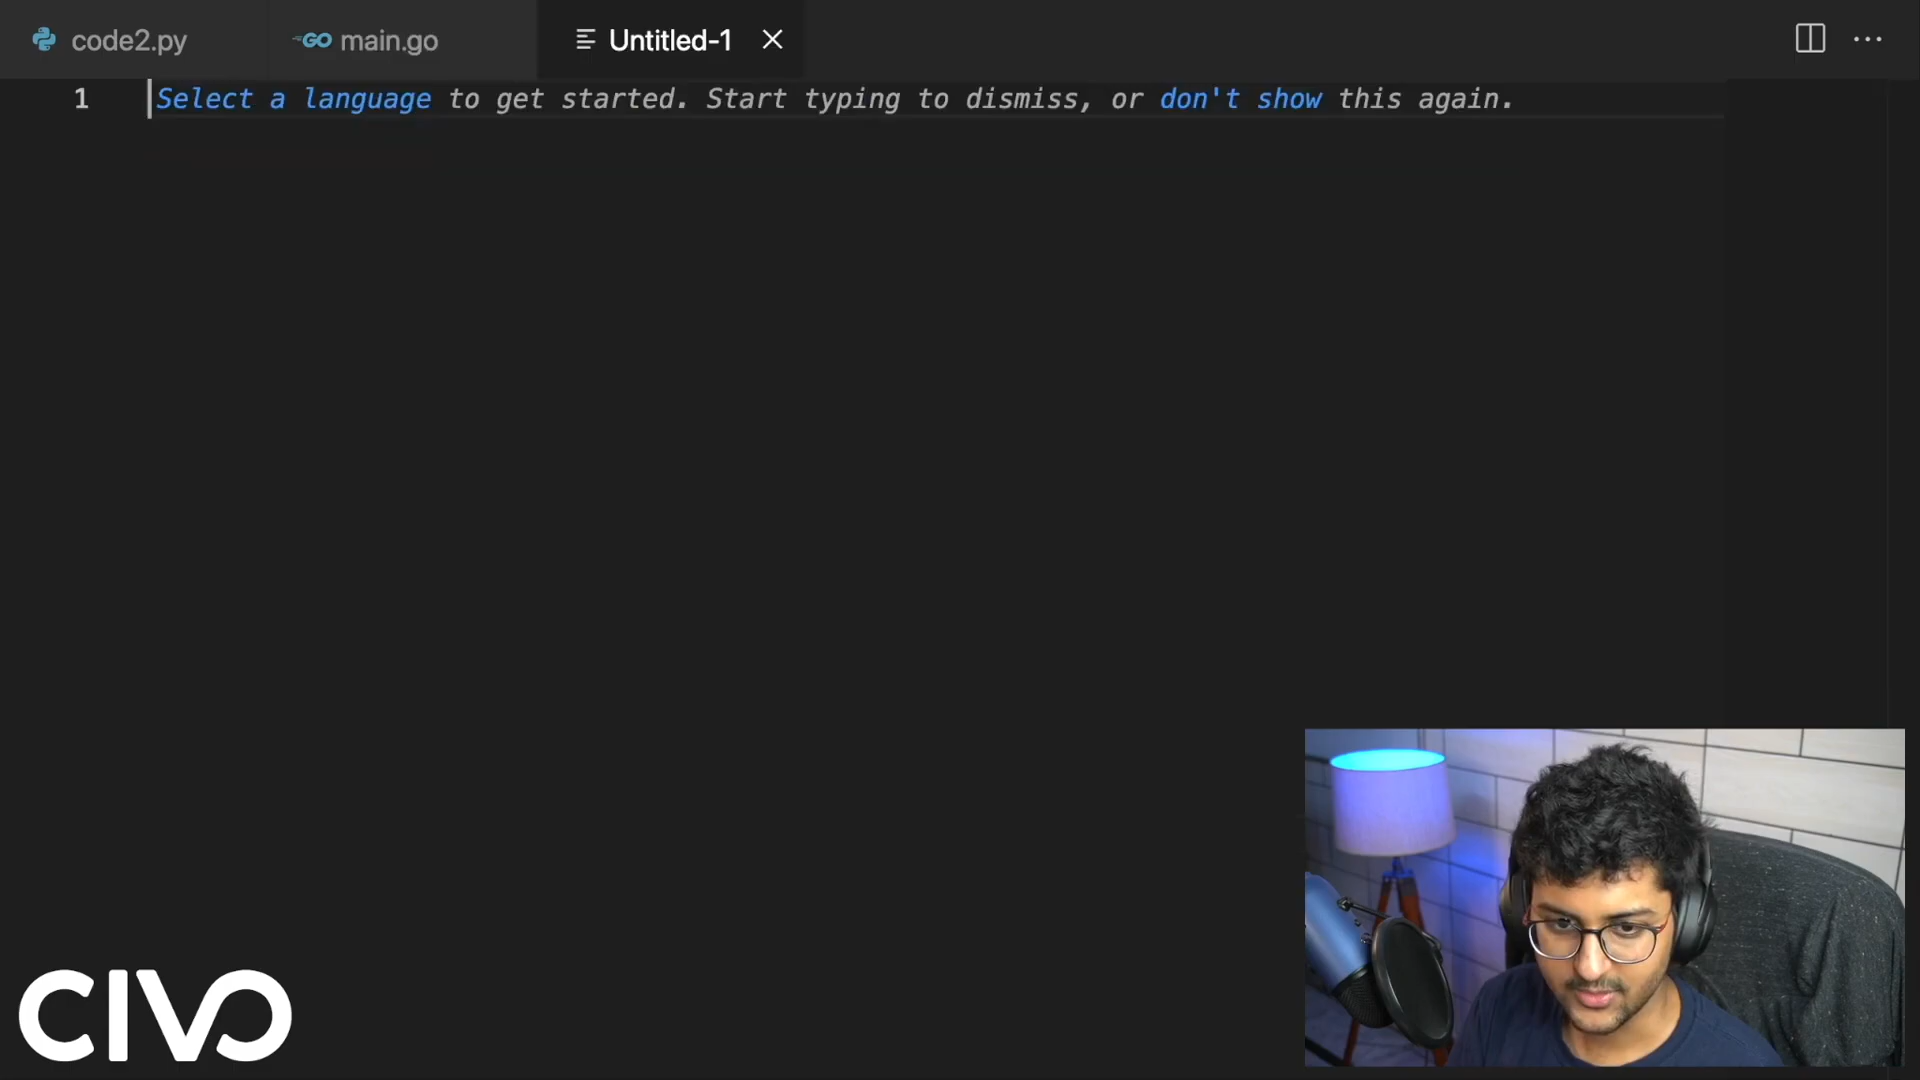 code2.py
GO main.go
Untitled-1
1 Select a language to get started. Start typing to dismiss, or don't show this again.
CIVO